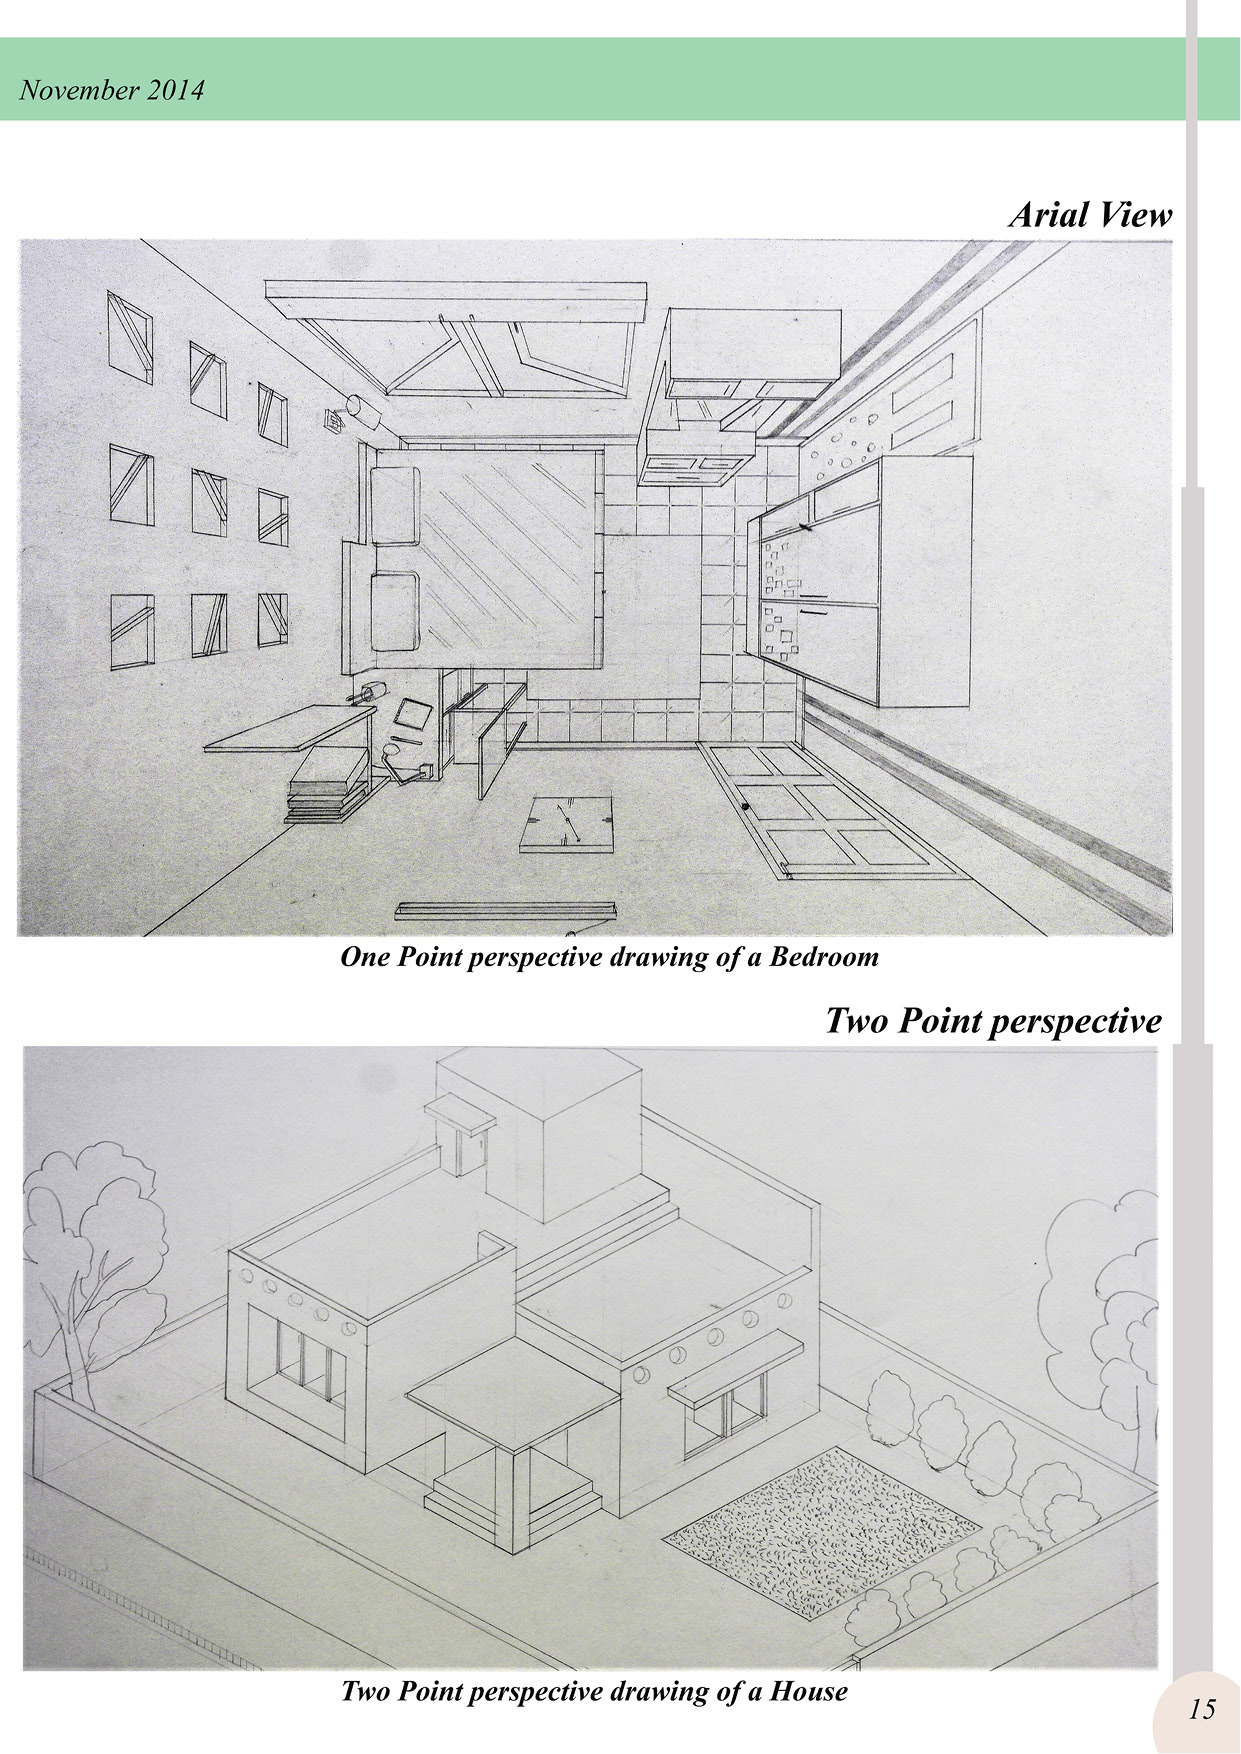 November 2014
Arial View
One Point perspective drawing of a Bedroom
Two Point perspective
Two Point perspective drawing of a House
15